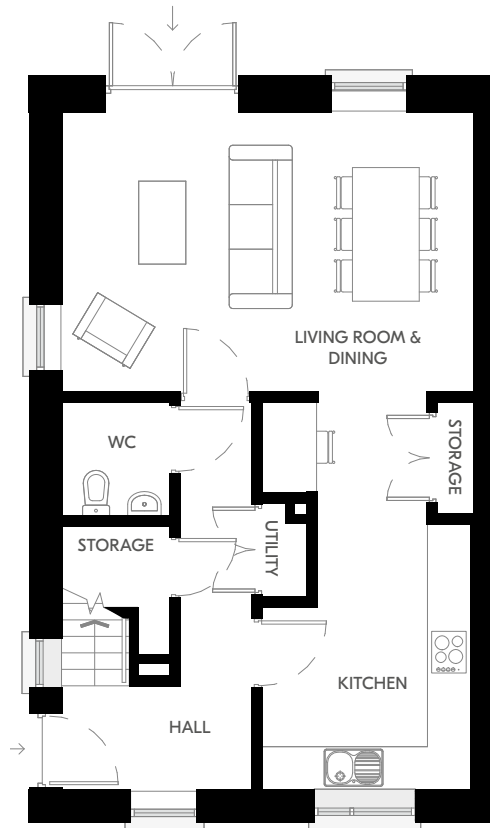 LIVING ROOM &
DINING
WC
STORAGE
STORAGE
UTILITY
KITCHEN
HALL